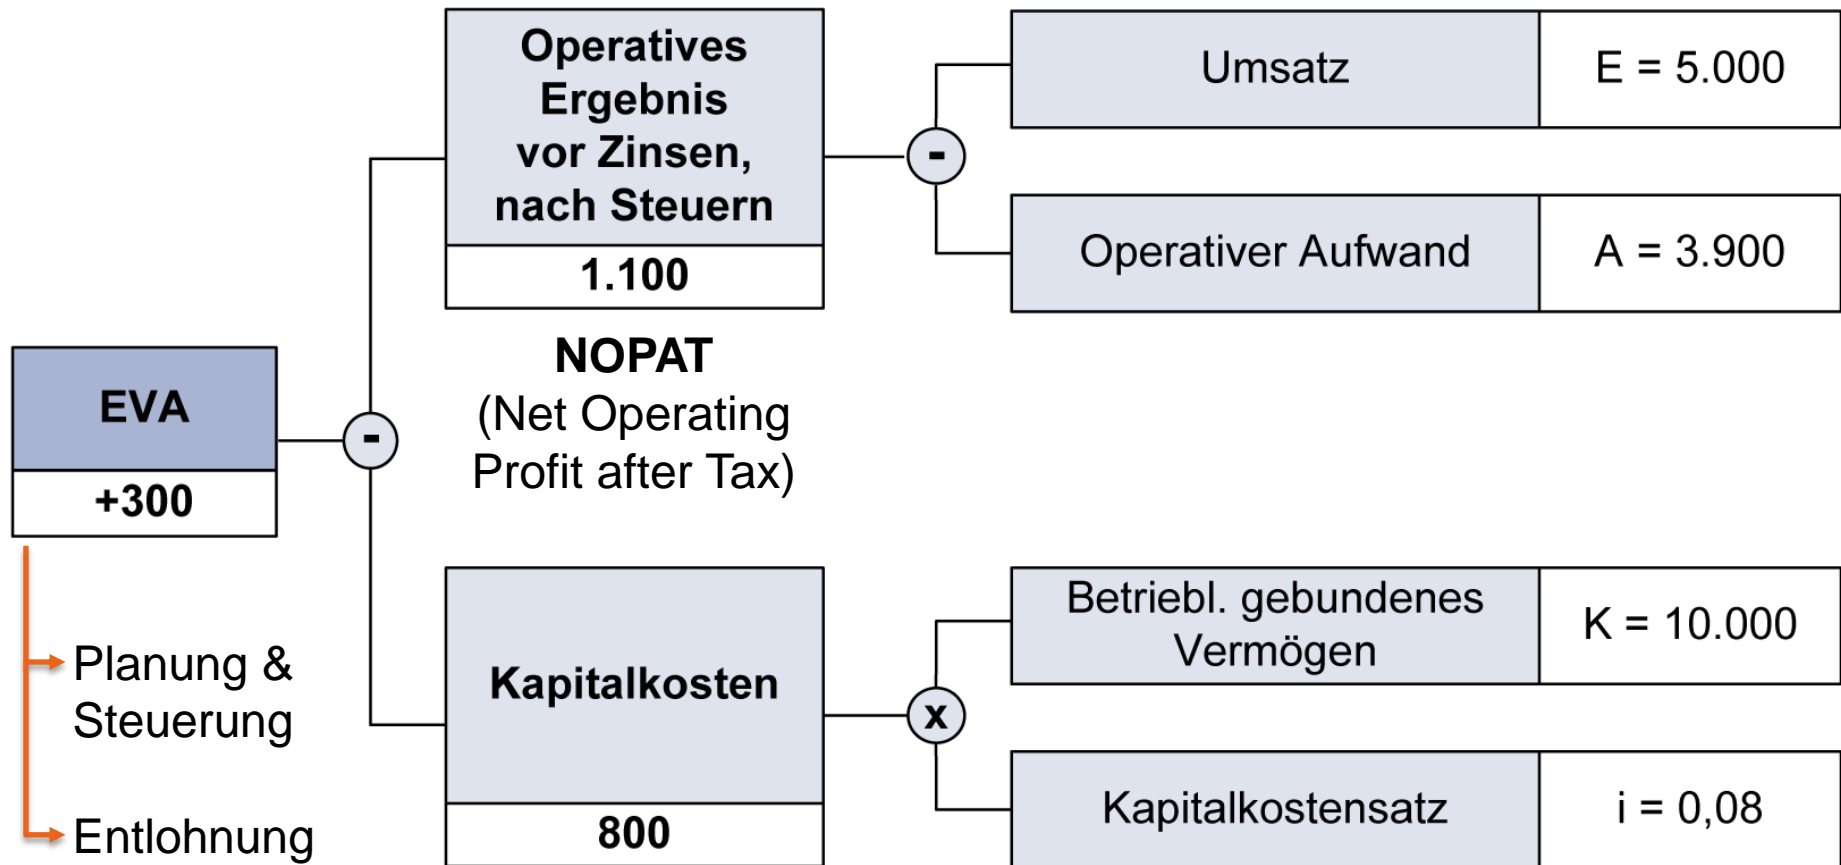 Operatives
Ergebnis
vor Zinsen,
nach Steuern
1.100
NOPAT
(Net Operating
Profit after Tax)
Umsatz
E = 5.000
-
Operativer Aufwand
A = 3.900
EVA
+300
-
Planung &
Steuerung
Entlohnung
Kapitalkosten
800
Betriebl. gebundenes
Vermögen
K = 10.000
x
Kapitalkostensatz
i = 0,08